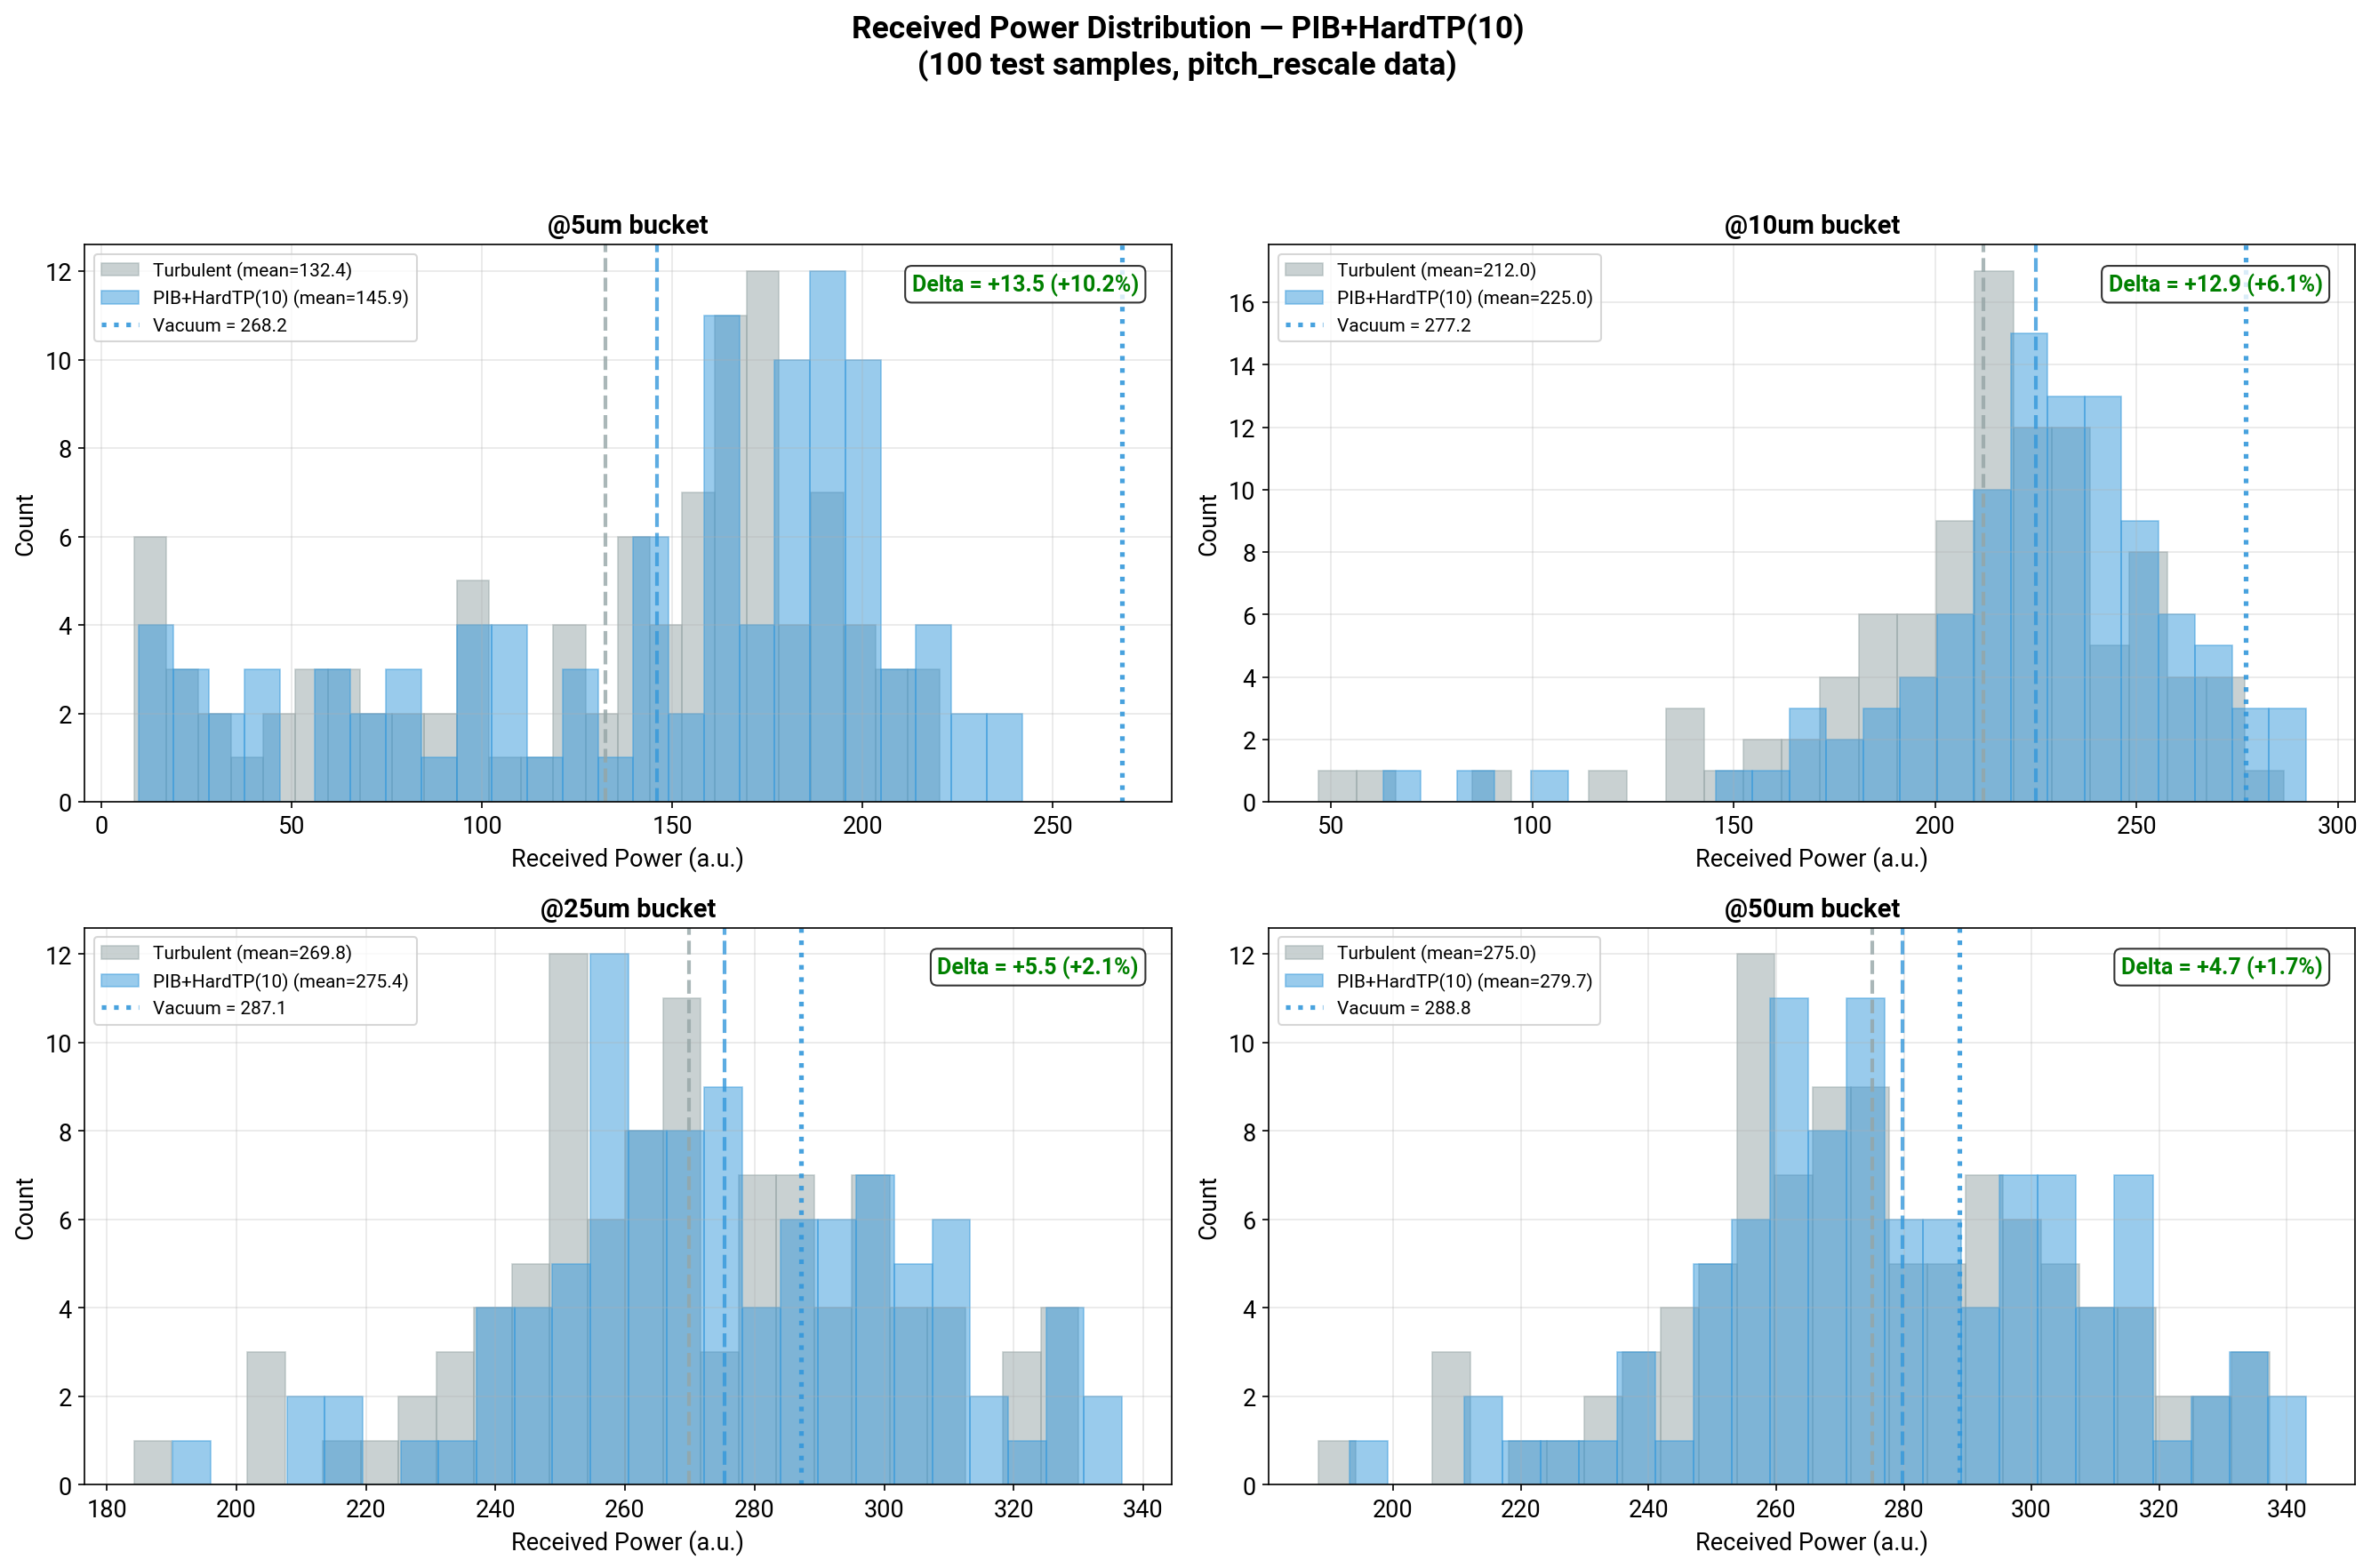 Received Power Distribution — PIB+HardTP(10)
(100 test samples, pitch_rescale data)
@5um bucket
Turbulent (mean=132.4)
PIB+HardTP(10) (mean=145.9)
Vacuum = 268.2
Delta = +13.5 (+10.2%)
Count
12
10
8
6
4
2
0
0 50 100 150 200 250
Received Power (a.u.)
@10um bucket
Turbulent (mean=212.0)
PIB+HardTP(10) (mean=225.0)
Vacuum = 277.2
Delta = +12.9 (+6.1%)
Count
16
14
12
10
8
6
4
2
0
50 100 150 200 250 300
Received Power (a.u.)
@25um bucket
Turbulent (mean=269.8)
PIB+HardTP(10) (mean=275.4)
Vacuum = 287.1
Delta = +5.5 (+2.1%)
Count
12
10
8
6
4
2
0
180 200 220 240 260 280 300 320 340
Received Power (a.u.)
@50um bucket
Turbulent (mean=275.0)
PIB+HardTP(10) (mean=279.7)
Vacuum = 288.8
Delta = +4.7 (+1.7%)
Count
12
10
8
6
4
2
0
200 220 240 260 280 300 320 340
Received Power (a.u.)